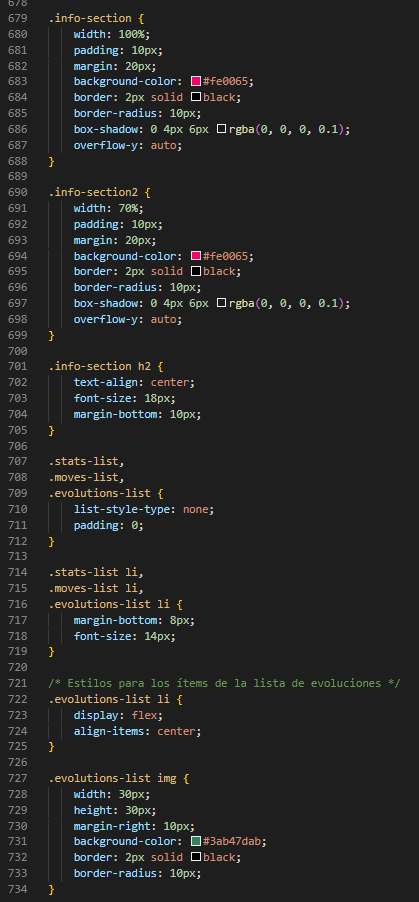 678
679 .info-section {
680     width: 100%;
681     padding: 10px;
682     margin: 20px;
683     background-color: #fe0065;
684     border: 2px solid black;
685     border-radius: 10px;
686     box-shadow: 0 4px 6px rgba(0, 0, 0, 0.1);
687     overflow-y: auto;
688 }
689
690 .info-section2 {
691     width: 70%;
692     padding: 10px;
693     margin: 20px;
694     background-color: #fe0065;
695     border: 2px solid black;
696     border-radius: 10px;
697     box-shadow: 0 4px 6px rgba(0, 0, 0, 0.1);
698     overflow-y: auto;
699 }
700
701 .info-section h2 {
702     text-align: center;
703     font-size: 18px;
704     margin-bottom: 10px;
705 }
706
707 .stats-list,
708 .moves-list,
709 .evolutions-list {
710     list-style-type: none;
711     padding: 0;
712 }
713
714 .stats-list li,
715 .moves-list li,
716 .evolutions-list li {
717     margin-bottom: 8px;
718     font-size: 14px;
719 }
720
721 /* Estilos para los ítems de la lista de evoluciones */
722 .evolutions-list li {
723     display: flex;
724     align-items: center;
725 }
726
727 .evolutions-list img {
728     width: 30px;
729     height: 30px;
730     margin-right: 10px;
731     background-color: #3ab47dab;
732     border: 2px solid black;
733     border-radius: 10px;
734 }